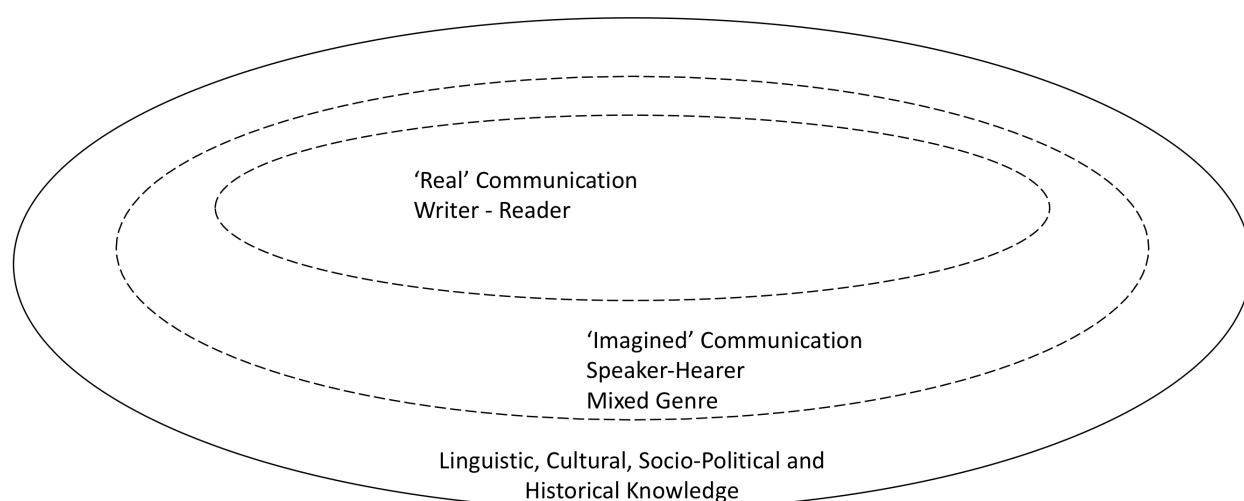 ‘Real’ Communication
Writer - Reader
‘Imagined’ Communication
Speaker-Hearer
Mixed Genre
Linguistic, Cultural, Socio-Political and
Historical Knowledge